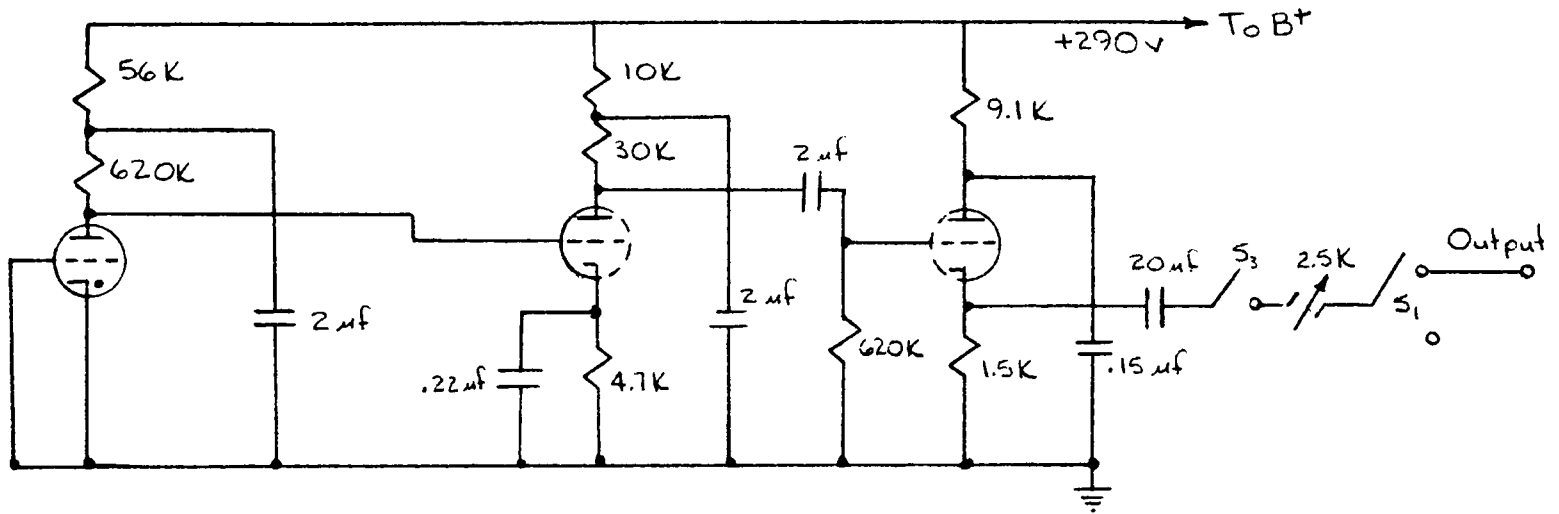 To B+
+290v
56K
10K
9.1K
620K
30K
2 μf
Output
20 μf
S3
2.5K
S1
2 μf
2 μf
.22 μf
4.7K
620K
1.5K
.15 μf